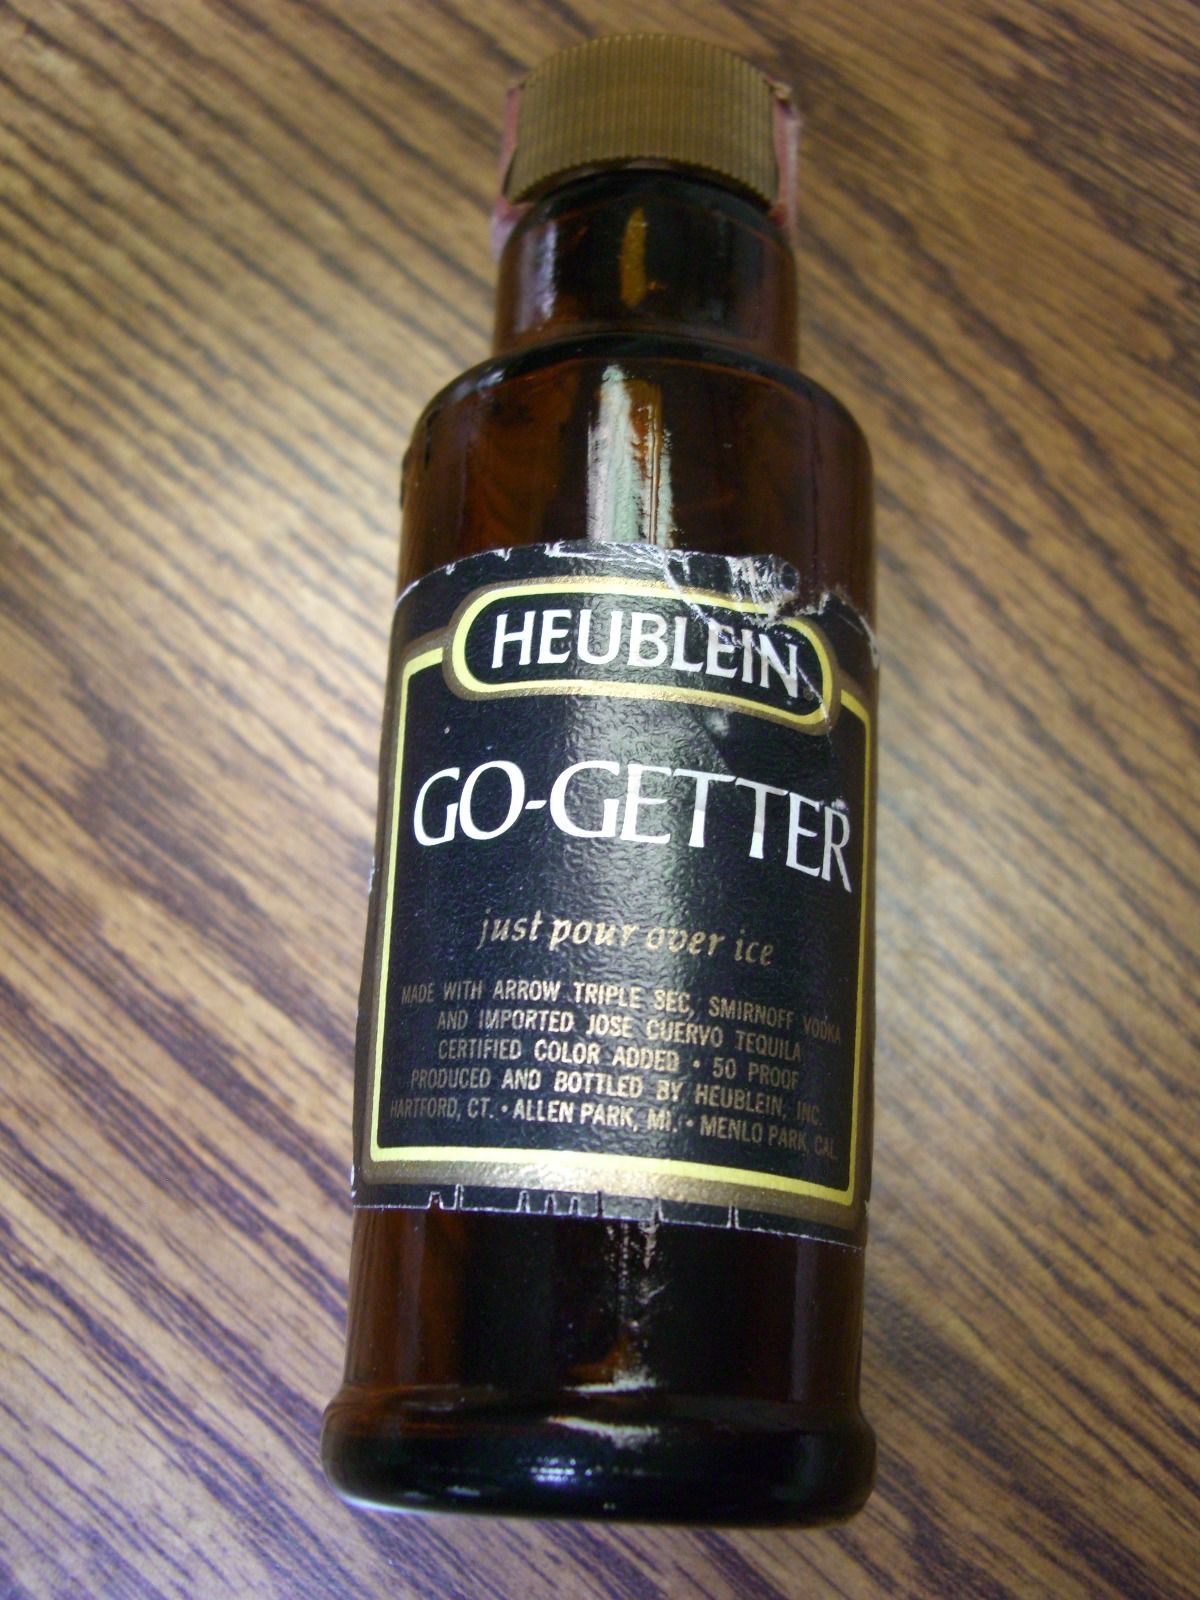 HEUBLEIN
GO-GETTER
just pour over ice
MADE WITH ARROW TRIPLE SEC, SMIRNOFF VODKA
AND IMPORTED JOSE CUERVO TEQUILA
CERTIFIED COLOR ADDED • 50 PROOF
PRODUCED AND BOTTLED BY HEUBLEIN, INC.
HARTFORD, CT. • ALLEN PARK, MI. • MENLO PARK, CAL.